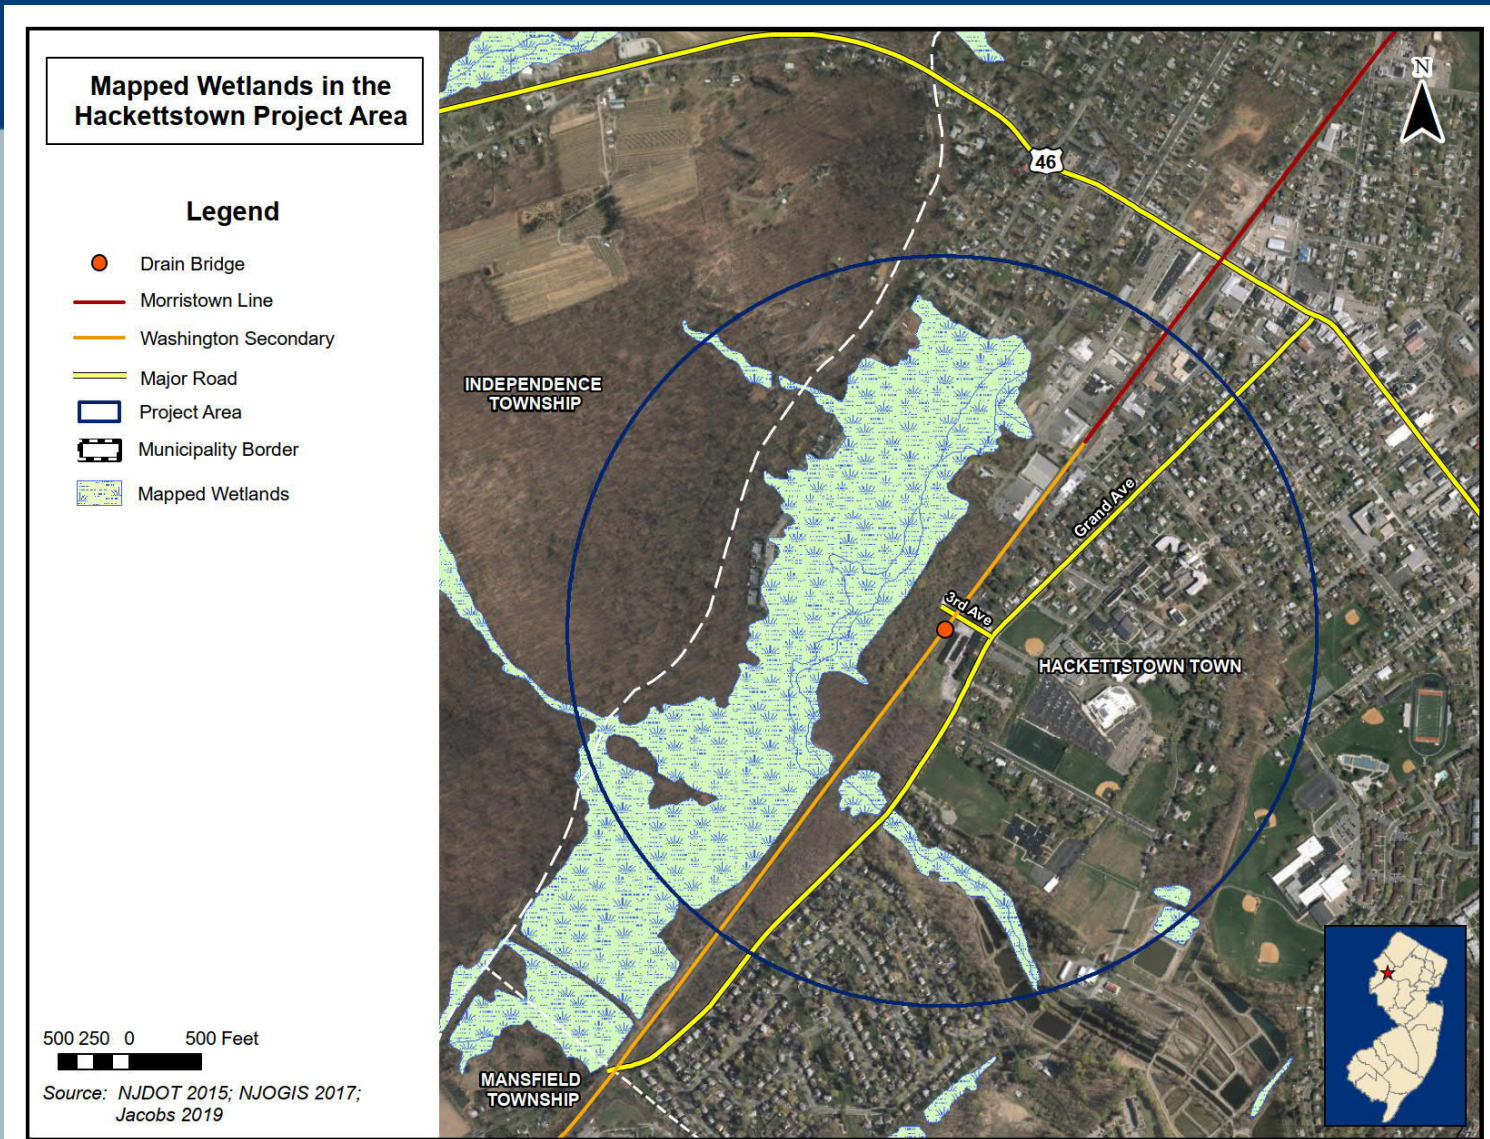 Mapped Wetlands in the
Hackettstown Project Area
Legend
Drain Bridge
Morristown Line
Washington Secondary
Major Road
Project Area
Municipality Border
Mapped Wetlands
500 250 0 500 Feet
Source: NJDOT 2015; NJOGIS 2017;
Jacobs 2019
N
46
INDEPENDENCE
TOWNSHIP
Grand Ave
3rd Ave
HACKETTSTOWN TOWN
MANSFIELD
TOWNSHIP